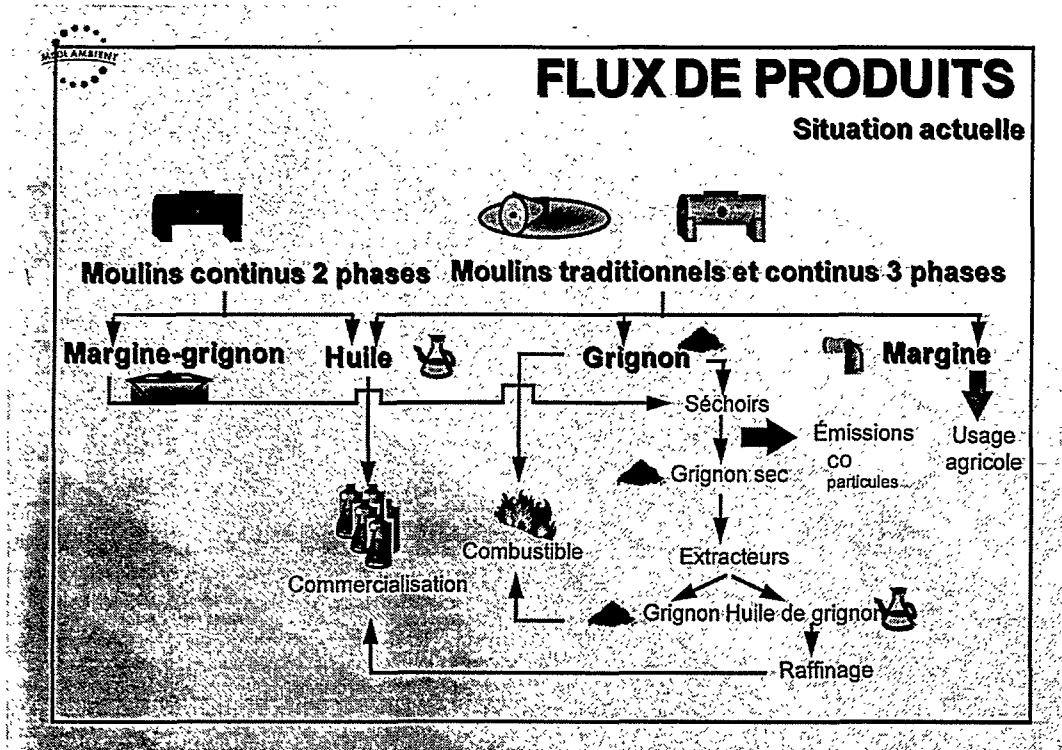 FLUX DE PRODUITS
Situation actuelle
Moulins continus 2 phases
Moulins traditionnels et continus 3 phases
Margine-grignon
Huile
Grignon
Margine
Séchoirs
Émissions
CO
particules
Usage
agricole
Grignon sec
Combustible
Extracteurs
Commercialisation
Grignon
Huile de grignon
Raffinage